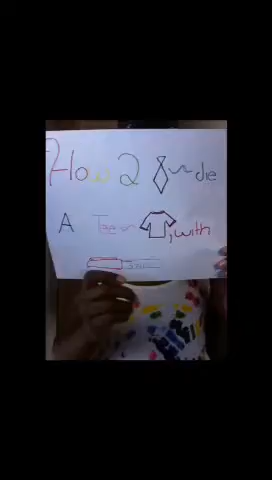 How 2 ~ die
A Tee ~ , with